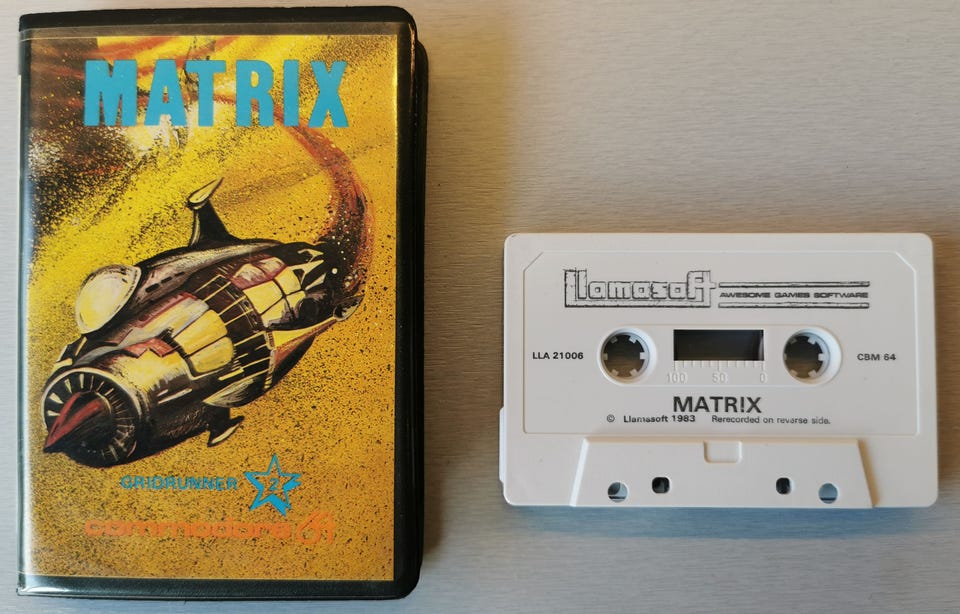 MATRIX
GRIDRUNNER 2
commodore 64
Llamasoft
AWESOME GAMES SOFTWARE
LLA 21006
CBM 64
100 50 0
MATRIX
© Llamasoft 1983 Rerecorded on reverse side.